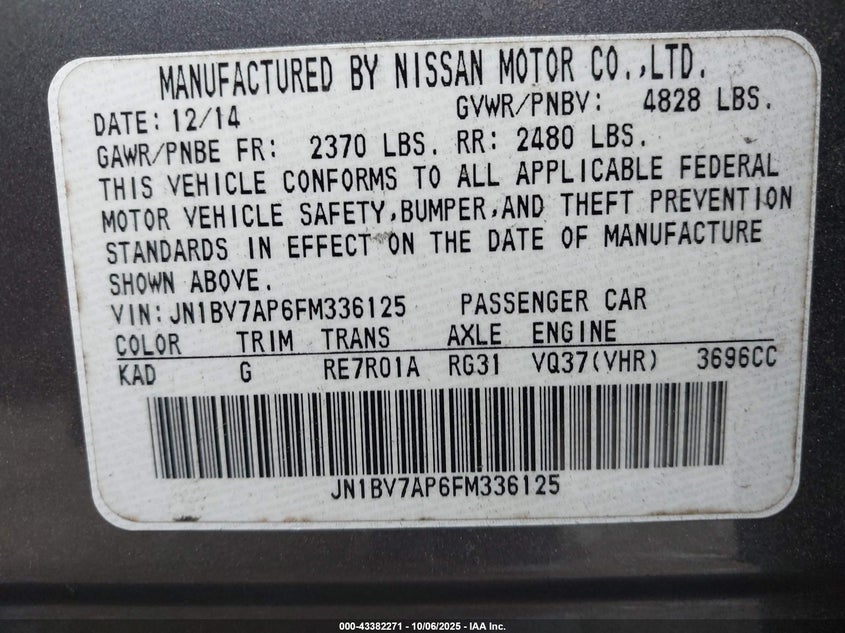 MANUFACTURED BY NISSAN MOTOR CO.,LTD.
DATE: 12/14 GVWR/PNBV: 4828 LBS.
GAWR/PNBE FR: 2370 LBS. RR: 2480 LBS.
THIS VEHICLE CONFORMS TO ALL APPLICABLE FEDERAL
MOTOR VEHICLE SAFETY,BUMPER,AND THEFT PREVENTION
STANDARDS IN EFFECT ON THE DATE OF MANUFACTURE
SHOWN ABOVE.
VIN: JN1BV7AP6FM336125 PASSENGER CAR
COLOR TRIM TRANS AXLE ENGINE
KAD G RE7R01A RG31 VQ37(VHR) 3696CC
JN1BV7AP6FM336125
000-43382271 - 10/06/2025 - IAA Inc.